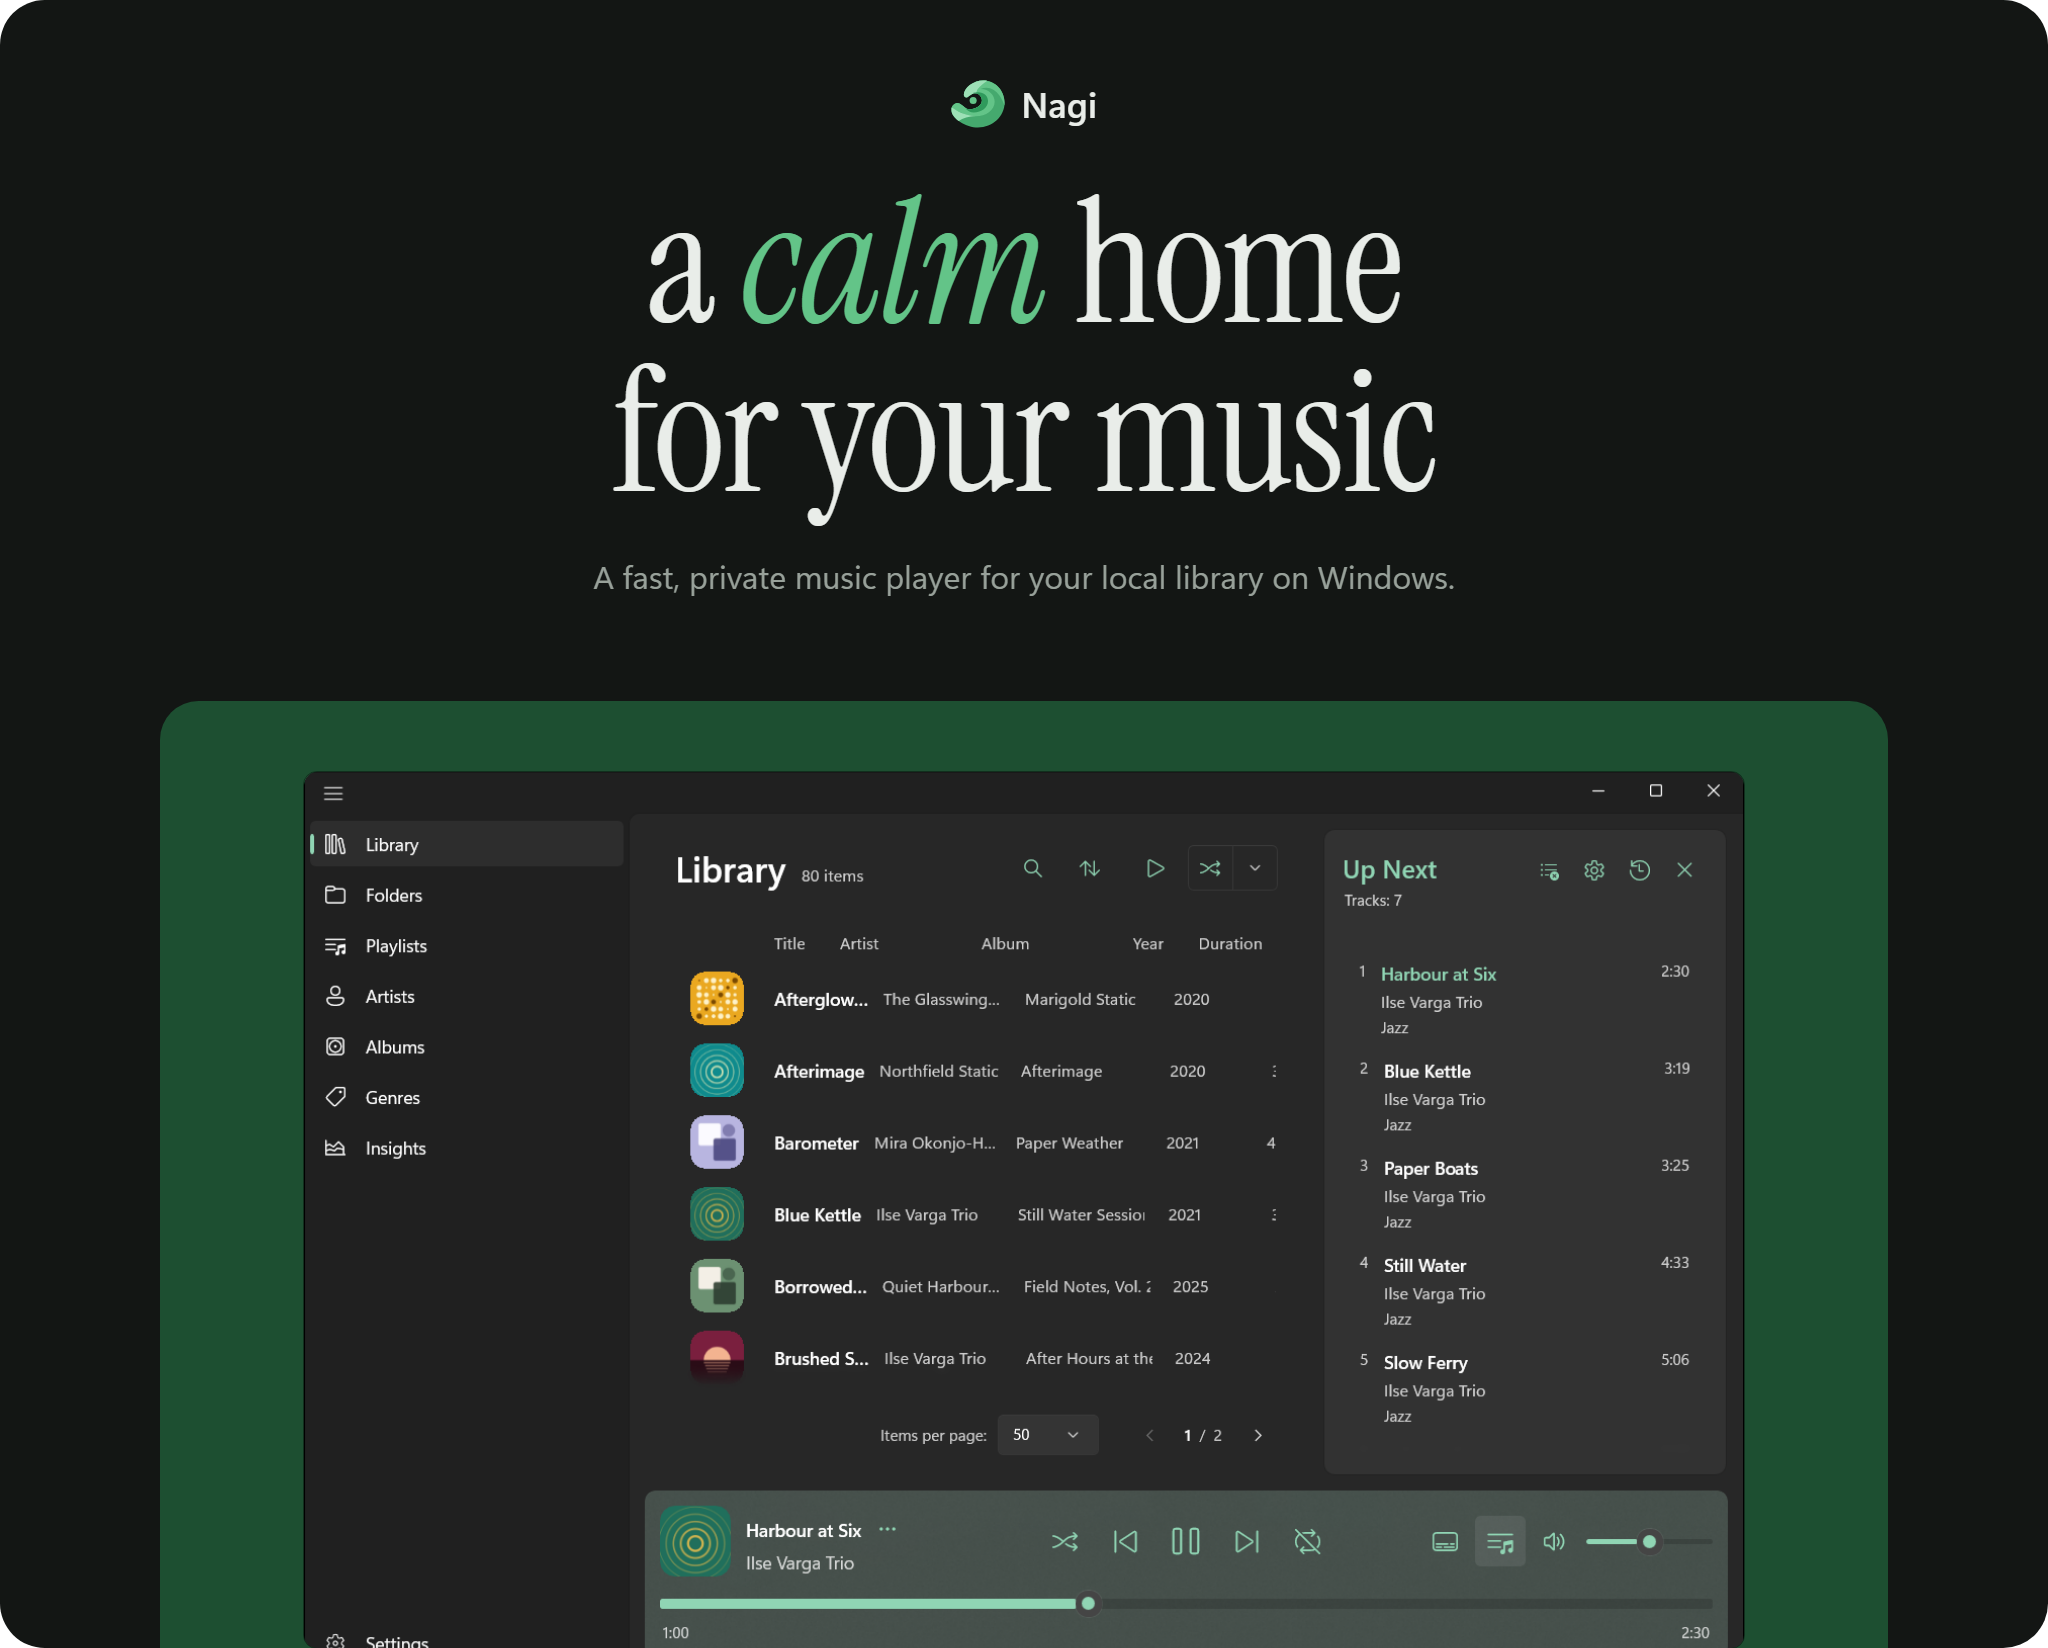 Nagi
a calm home
for your music
A fast, private music player for your local library on Windows.
Library
Folders
Playlists
Artists
Albums
Genres
Insights
Settings
Library 80 items
Title Artist Album Year Duration
Afterglow... The Glasswing... Marigold Static 2020
Afterimage Northfield Static Afterimage 2020
Barometer Mira Okonjo-H... Paper Weather 2021 4
Blue Kettle Ilse Varga Trio Still Water 2021
Borrowed... Quiet Harbour... Field Notes, Vol. 2025
Brushed S... Ilse Varga Trio After Hours at the 2024
Items per page: 50 1 / 2
Up Next
Tracks: 7
1 Harbour at Six 2:30
Ilse Varga Trio
Jazz
2 Blue Kettle 3:19
Ilse Varga Trio
Jazz
3 Paper Boats 3:25
Ilse Varga Trio
Jazz
4 Still Water 4:33
Ilse Varga Trio
Jazz
5 Slow Ferry 5:06
Ilse Varga Trio
Jazz
Harbour at Six ...
Ilse Varga Trio
1:00 2:30